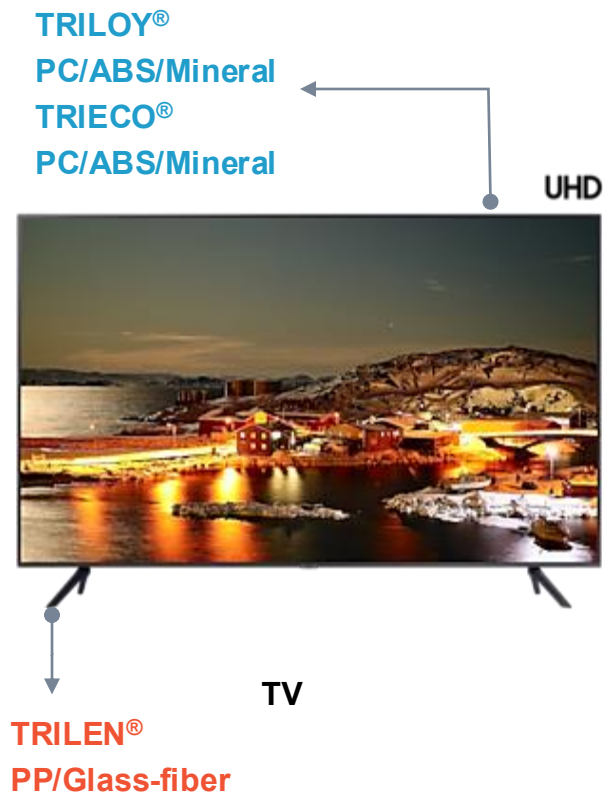 TRILOY®
PC/ABS/Mineral
TRIECO®
PC/ABS/Mineral
UHD
TV
TRILEN®
PP/Glass-fiber